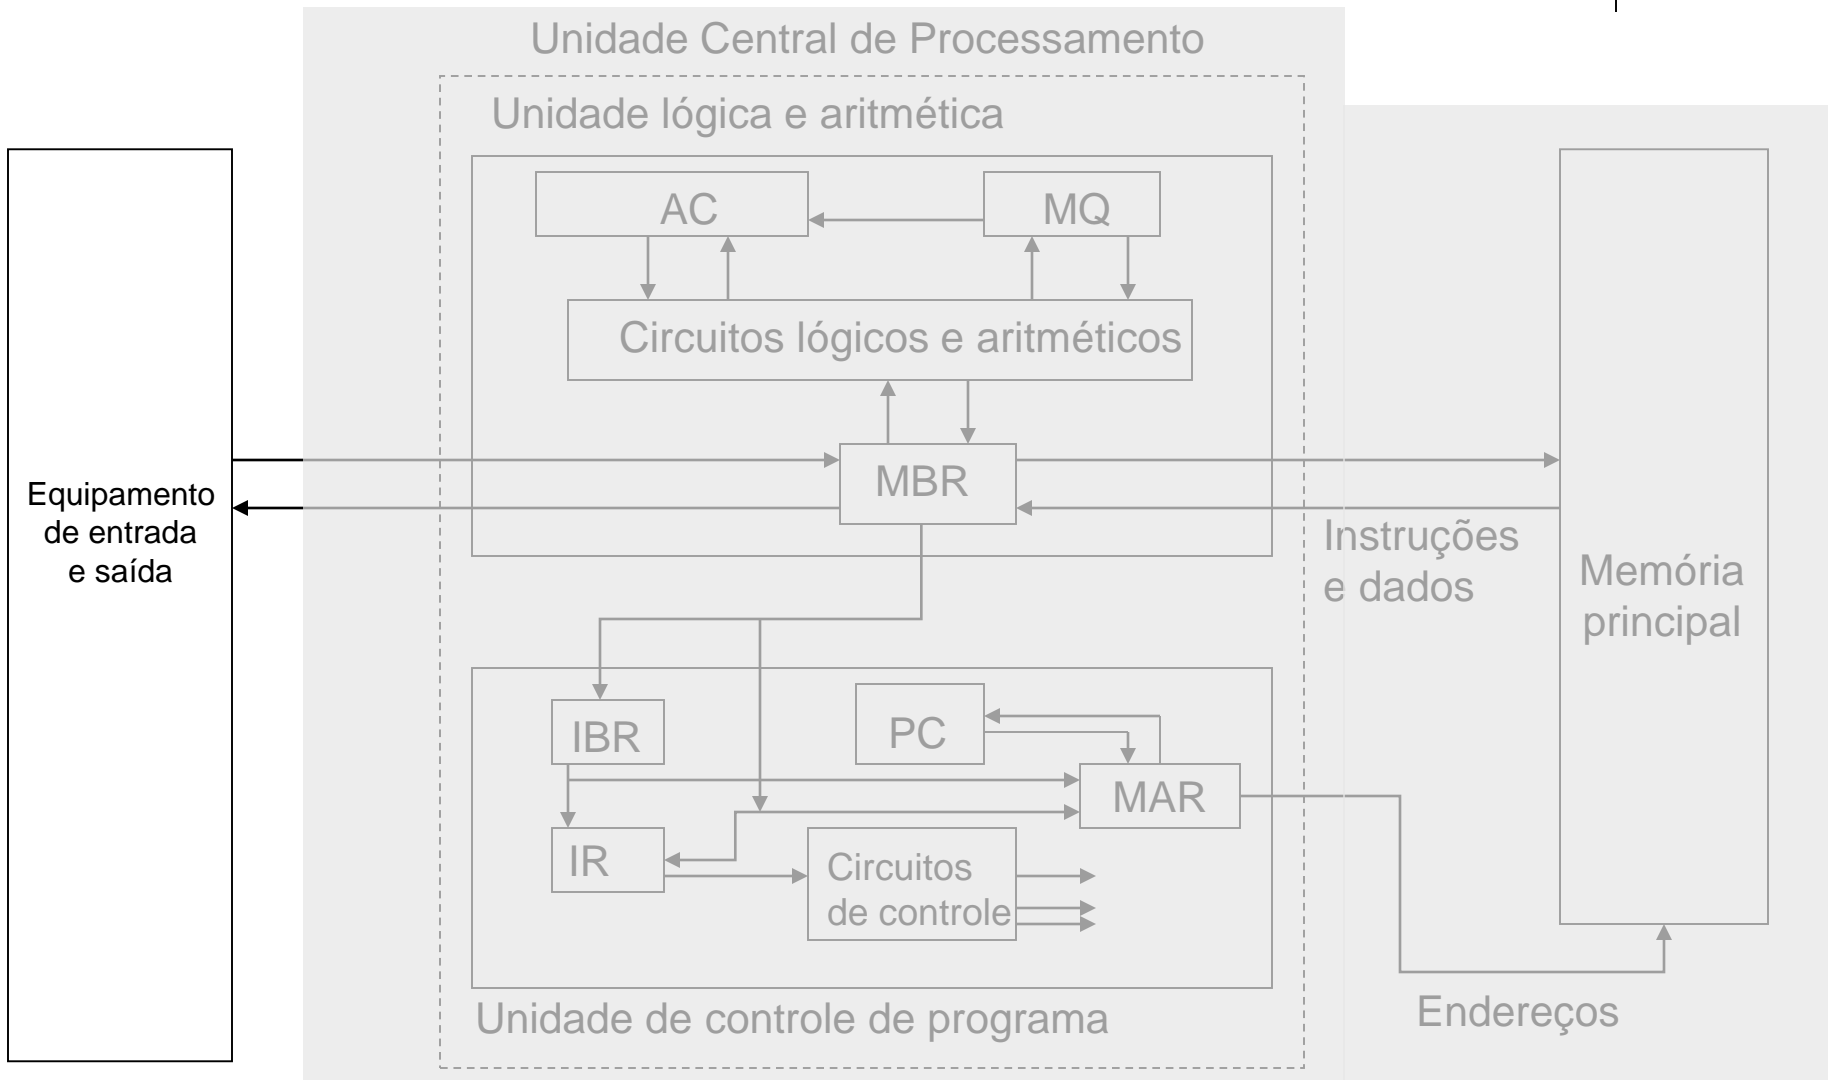 Unidade Central de Processamento
Unidade lógica e aritmética
AC
MQ
Circuitos lógicos e aritméticos
MBR
Equipamento
de entrada
e saída
Instruções
e dados
Memória
principal
IBR
PC
MAR
IR
Circuitos
de controle
Unidade de controle de programa
Endereços